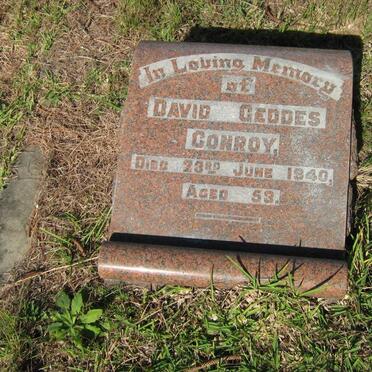 In Loving Memory
of
DAVID GEDDES
CONROY,
DIED 23RD JUNE 1940,
AGED 53.